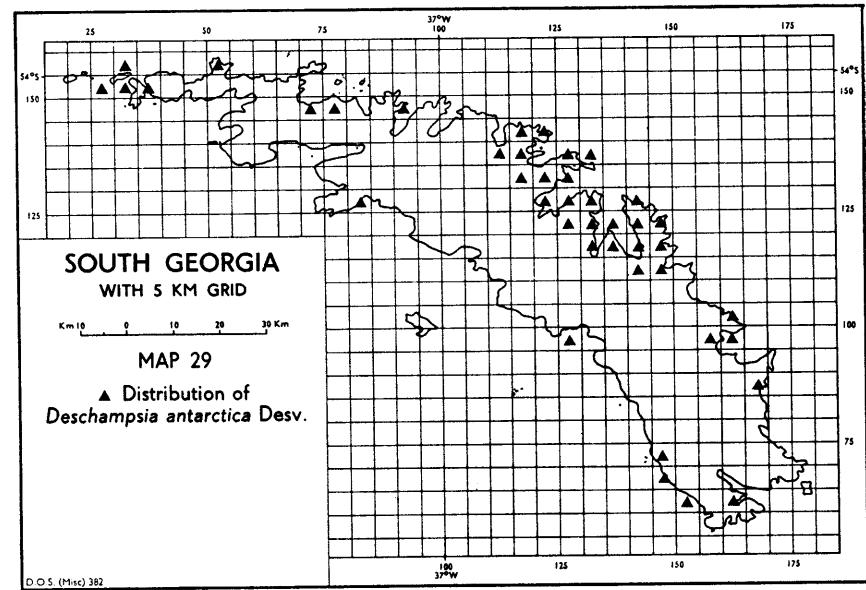 37°W
25 50 75 100 125 150 175
54°S 54°S
150 150
125 125
SOUTH GEORGIA
WITH 5 KM GRID
Km 10 0 10 20 30 Km
100
MAP 29
▲ Distribution of
Deschampsia antarctica Desv.
75
100 125 150 175
37°W
D.O.S. (Misc) 382